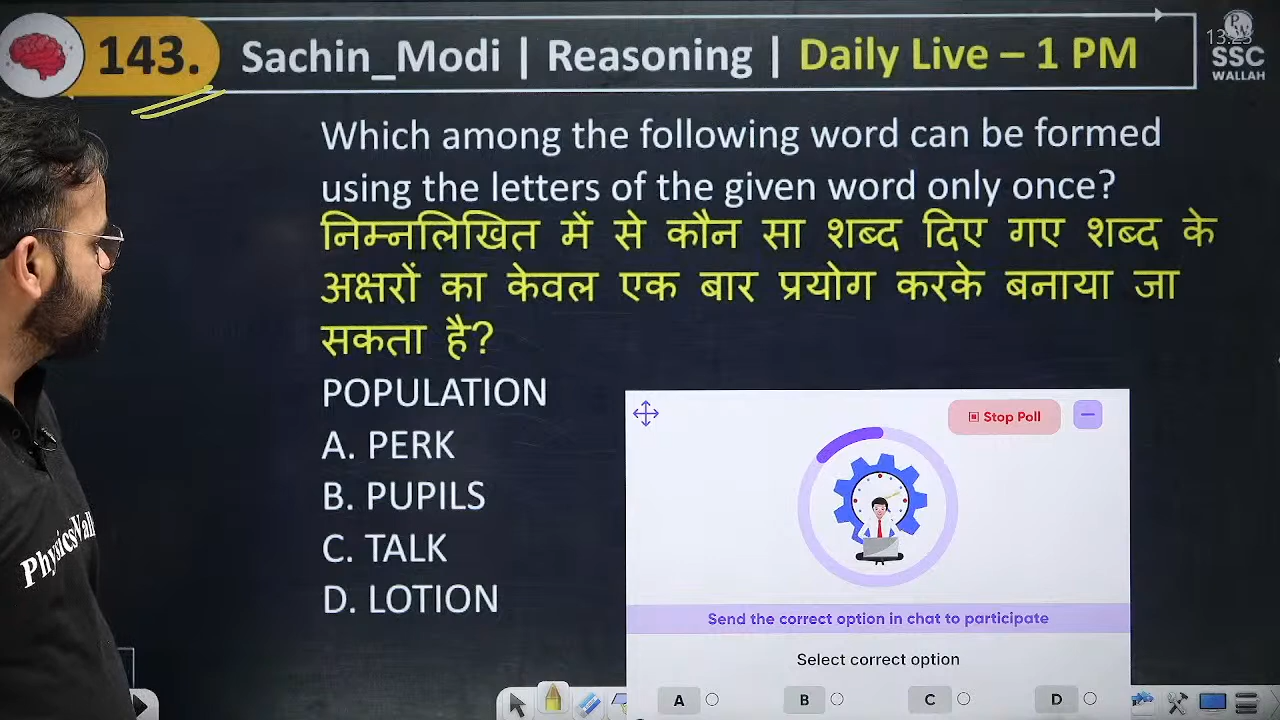 143. Sachin_Modi | Reasoning | Daily Live – 1 PM
SSC
WALLAH
Which among the following word can be formed
using the letters of the given word only once?
निम्नलिखित में से कौन सा शब्द दिए गए शब्द के
अक्षरों का केवल एक बार प्रयोग करके बनाया जा
सकता है?
POPULATION
A. PERK
B. PUPILS
C. TALK
D. LOTION
Stop Poll
Send the correct option in chat to participate
Select correct option
A
B
C
D